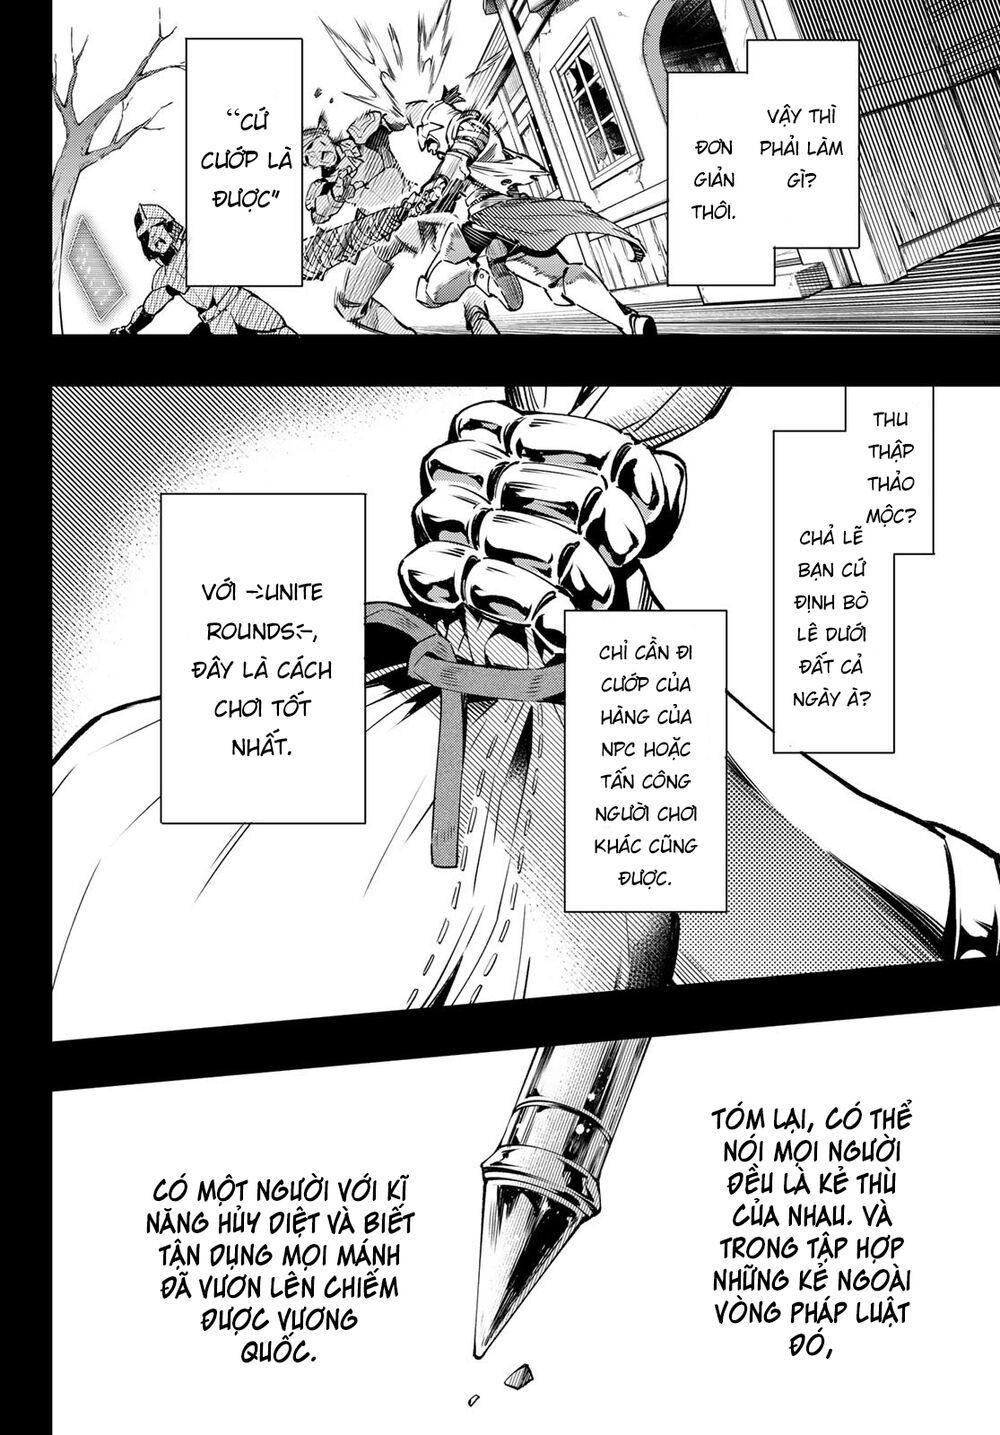 VẬY THÌ
PHẢI LÀM
GÌ?
ĐƠN
GIẢN
THÔI.
“CỨ
CƯỚP LÀ
ĐƯỢC”
THU
THẬP
THẢO
MỘC?
CHẢ LẼ
BẠN CỨ
ĐỊNH BÒ
LÊ DƯỚI
ĐẤT CẢ
NGÀY À?
CHỈ CẦN ĐI
CƯỚP CỦA
HÀNG CỦA
NPC HOẶC
TẤN CÔNG
NGƯỜI CHƠI
KHÁC CŨNG
ĐƯỢC.
VỚI -›UNITE
ROUNDS‹-,
ĐÂY LÀ CÁCH
CHƠI TỐT
NHẤT.
TÓM LẠI, CÓ THỂ
NÓI MỌI NGƯỜI
ĐỀU LÀ KẺ THÙ
CỦA NHAU. VÀ
TRONG TẬP HỢP
NHỮNG KẺ NGOÀI
VÒNG PHÁP LUẬT
ĐÓ,
CÓ MỘT NGƯỜI VỚI KĨ
NĂNG HỦY DIỆT VÀ BIẾT
TẬN DỤNG MỌI MÁNH
ĐÃ VƯƠN LÊN CHIẾM
ĐƯỢC VƯƠNG
QUỐC.